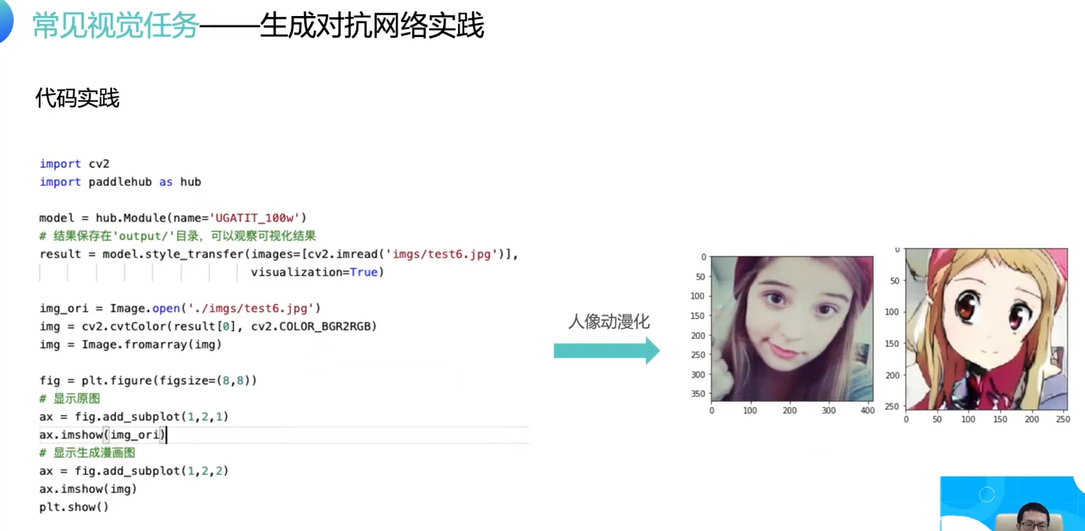 常见视觉任务——生成对抗网络实践
代码实践
import cv2
import paddlehub as hub
model = hub.Module(name='UGATIT_100w')
# 结果保存在'output/'目录，可以观察可视化结果
result = model.style_transfer(images=[cv2.imread('imgs/test6.jpg')],
visualization=True)
img_ori = Image.open('./imgs/test6.jpg')
img = cv2.cvtColor(result[0], cv2.COLOR_BGR2RGB)
img = Image.fromarray(img)
fig = plt.figure(figsize=(8,8))
# 显示原图
ax = fig.add_subplot(1,2,1)
ax.imshow(img_ori)
# 显示生成漫画图
ax = fig.add_subplot(1,2,2)
ax.imshow(img)
plt.show()
人像动漫化
0
50
100
150
200
250
300
350
0 100 200 300 400
0
50
100
150
200
250
0 50 100 150 200 250